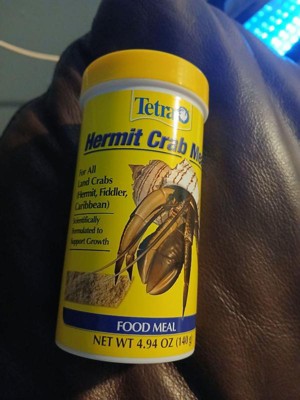 Tetra
Hermit Crab Me
For All
Land Crabs
(Hermit, Fiddler,
Caribbean)
Scientifically
Formulated to
Support Growth
FOOD MEAL
NET WT 4.94 OZ (140g)